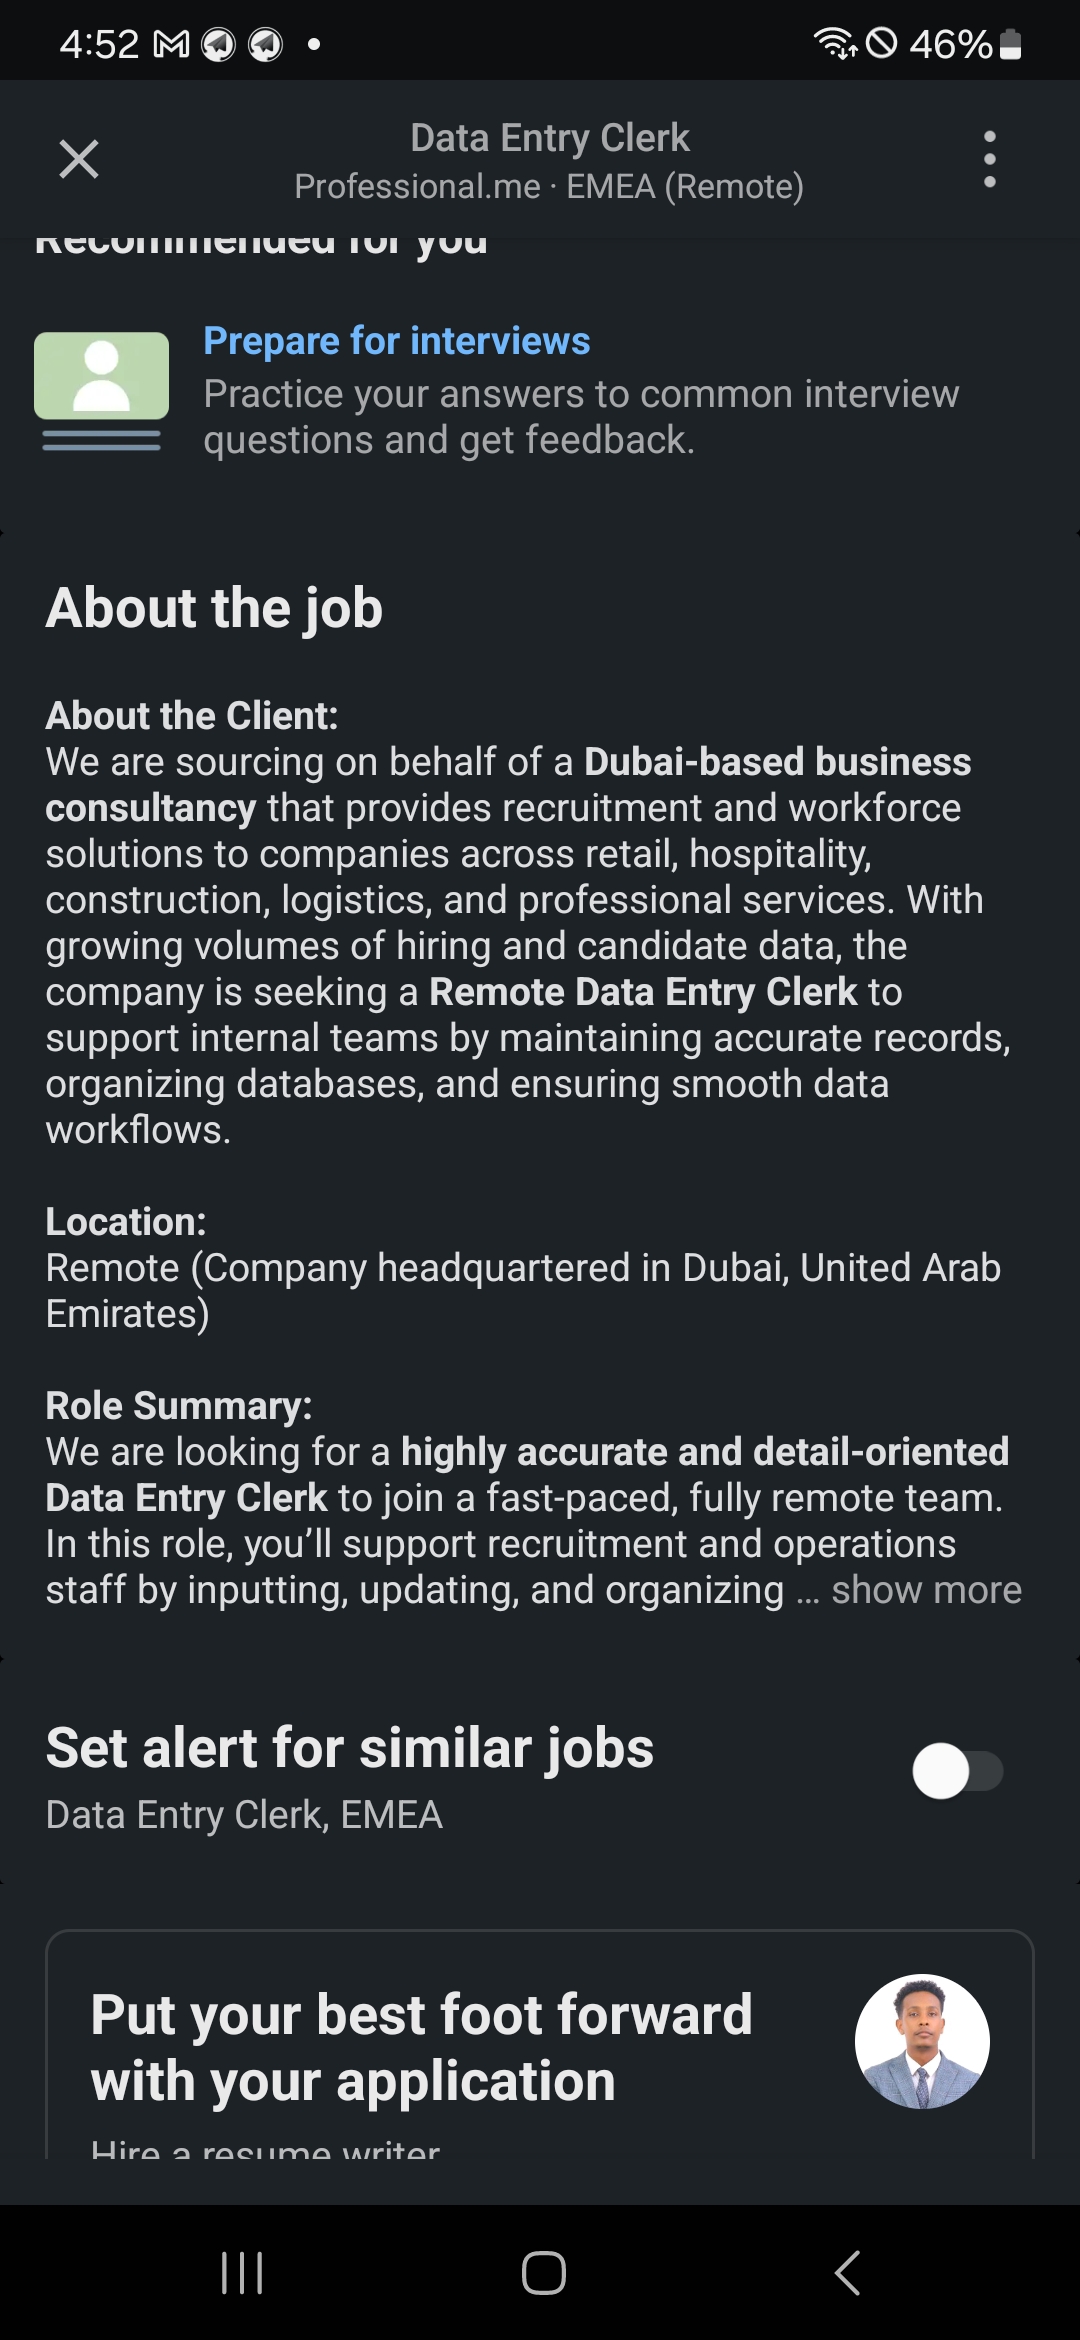 4:52
46%
Data Entry Clerk
Professional.me · EMEA (Remote)
Recommended for you
Prepare for interviews
Practice your answers to common interview
questions and get feedback.
About the job
About the Client:
We are sourcing on behalf of a Dubai-based business
consultancy that provides recruitment and workforce
solutions to companies across retail, hospitality,
construction, logistics, and professional services. With
growing volumes of hiring and candidate data, the
company is seeking a Remote Data Entry Clerk to
support internal teams by maintaining accurate records,
organizing databases, and ensuring smooth data
workflows.
Location:
Remote (Company headquartered in Dubai, United Arab
Emirates)
Role Summary:
We are looking for a highly accurate and detail-oriented
Data Entry Clerk to join a fast-paced, fully remote team.
In this role, you’ll support recruitment and operations
staff by inputting, updating, and organizing ... show more
Set alert for similar jobs
Data Entry Clerk, EMEA
Put your best foot forward
with your application
Hire a resume writer